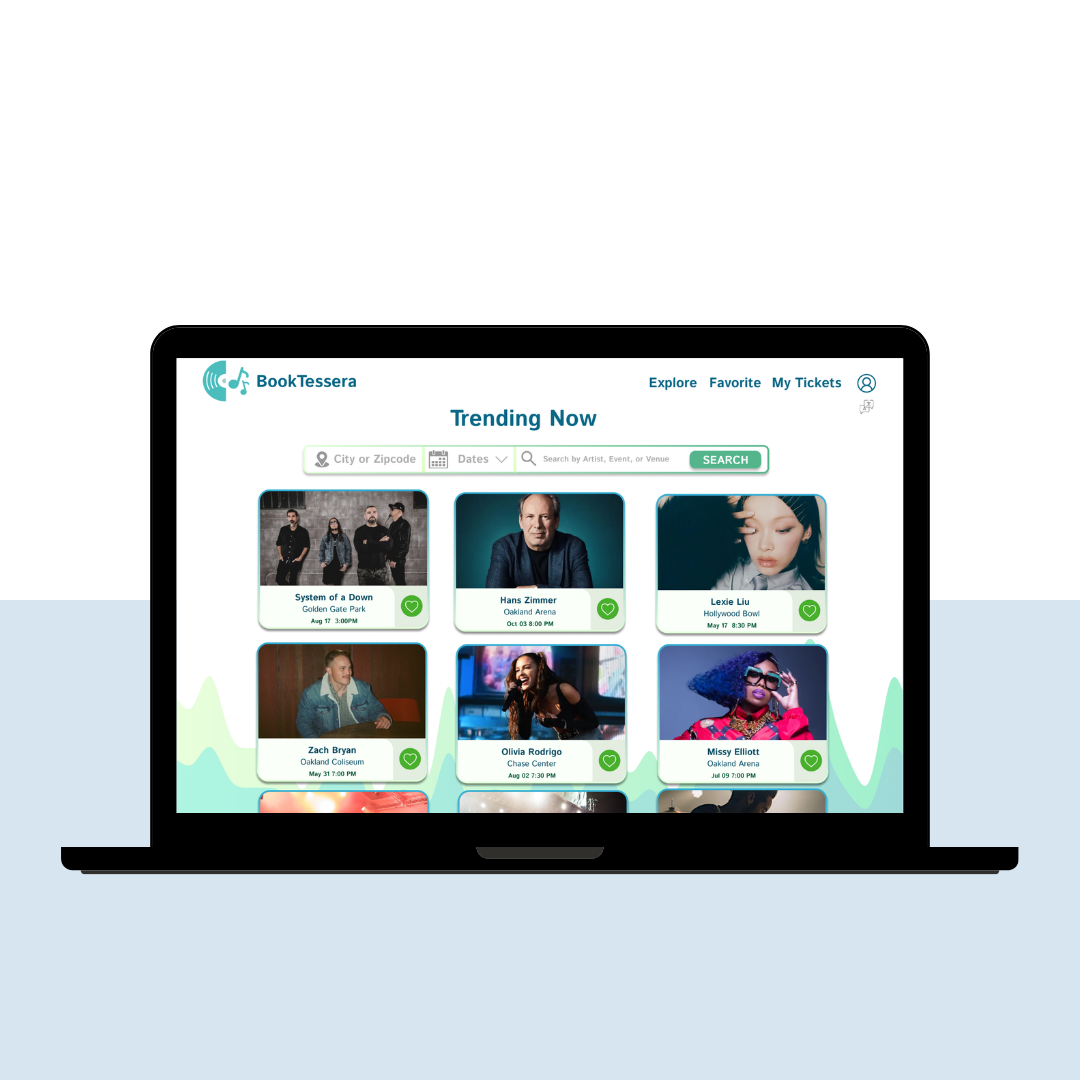 BookTessera
Explore Favorite My Tickets
Trending Now
City or Zipcode Dates Search by Artist, Event, or Venue SEARCH
System of a Down
Golden Gate Park
Aug 17 3:00PM
Hans Zimmer
Oakland Arena
Oct 03 8:00 PM
Lexie Liu
Hollywood Bowl
May 17 8:30 PM
Zach Bryan
Oakland Coliseum
May 31 7:00 PM
Olivia Rodrigo
Chase Center
Aug 02 7:30 PM
Missy Elliott
Oakland Arena
Jul 09 7:00 PM